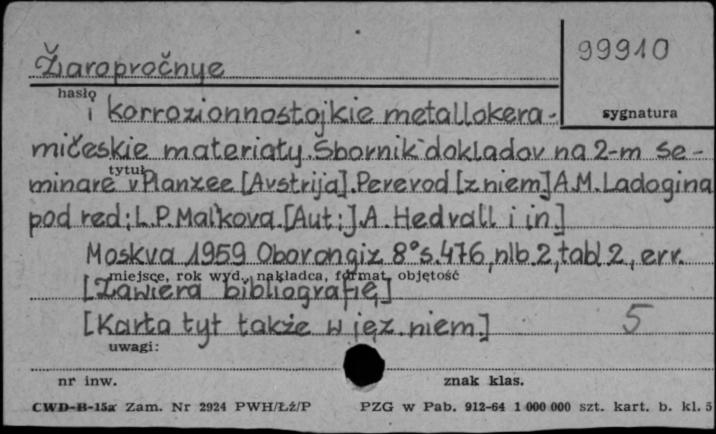 99910
Žaropročnye
hasło
sygnatura
i korrozionnostojkie metallokera-
mičeskie materiały. Sbornik dokladov na 2-m se-
tytuł
minare v Planzee [Avstrija]. Perevod [z niem] A.M. Ladogina
pod red: L.P. Mal'kova. [Aut:] A. Hedvall i in]
Moskva 1959 Oborongiz 8° s. 476, nlb. 2, tabl 2, err.
miejsce, rok wyd., nakładca, format, objętość
[Zawiera bibliografię]
[Karta tyt także w jęz. niem.] 5
uwagi:
nr inw. znak klas.
CWD-B-15a Zam. Nr 2924 PWH/Łź/P PZG w Pab. 912-64 1 000 000 szt. kart. b. kl. 5